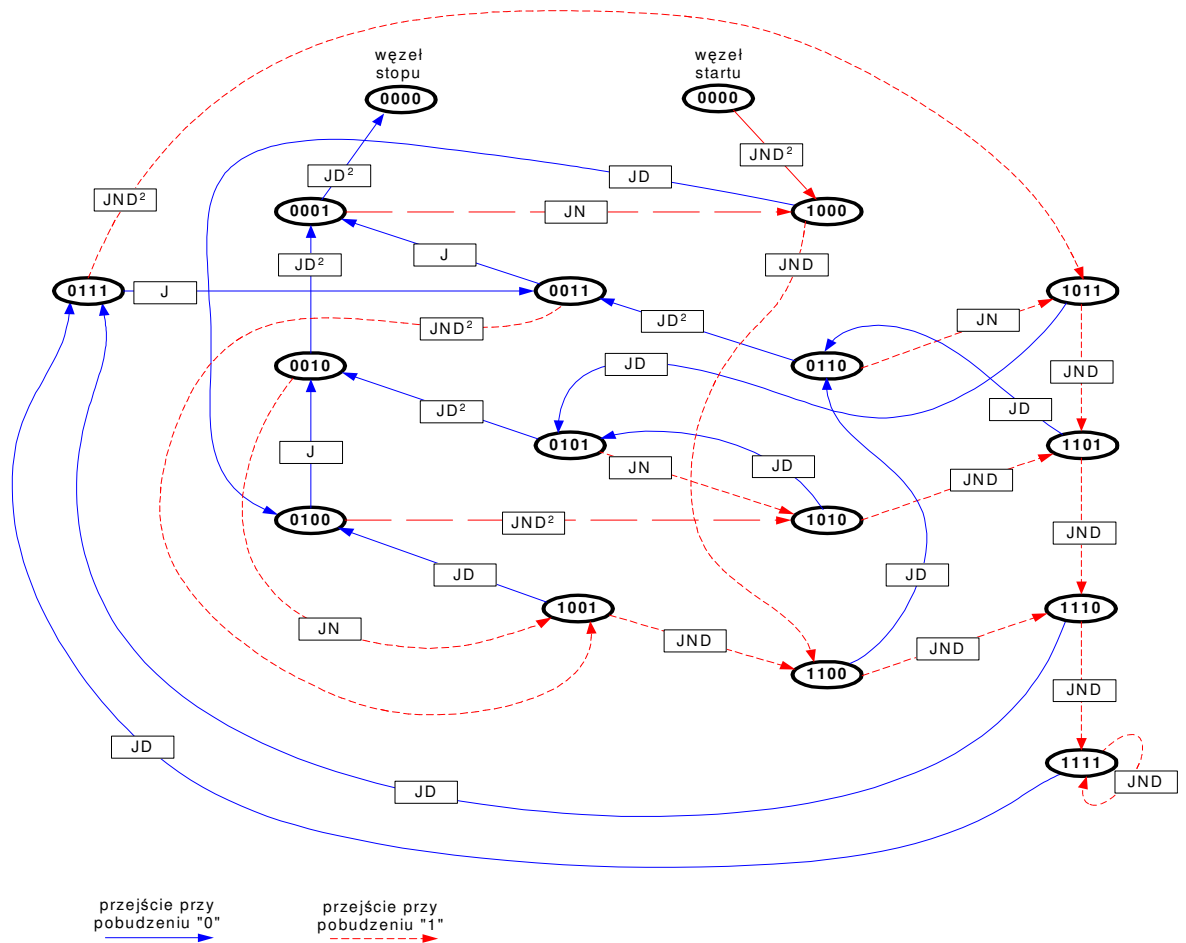 węzeł
stopu
0000
węzeł
startu
0000
JND²
JD²
JD
JND²
0001
JN
1000
J
JD²
JND
0111
J
0011
1011
JND²
JD²
JN
0010
JD
0110
JND
JD²
JD
0101
1101
J
JN
JD
JND
0100
JND²
1010
JND
JD
JD
1001
1110
JN
JND
JND
1100
JND
JD
1111
JND
JD
przejście przy
pobudzeniu "0"
przejście przy
pobudzeniu "1"